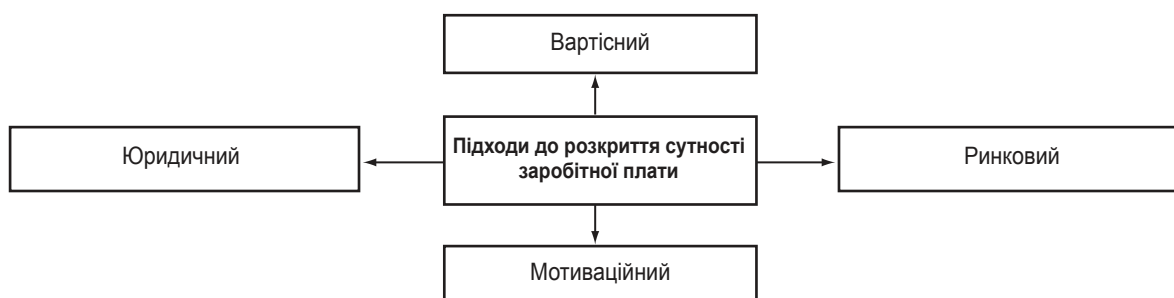 Вартісний
Юридичний
Підходи до розкриття сутності
заробітної плати
Ринковий
Мотиваційний